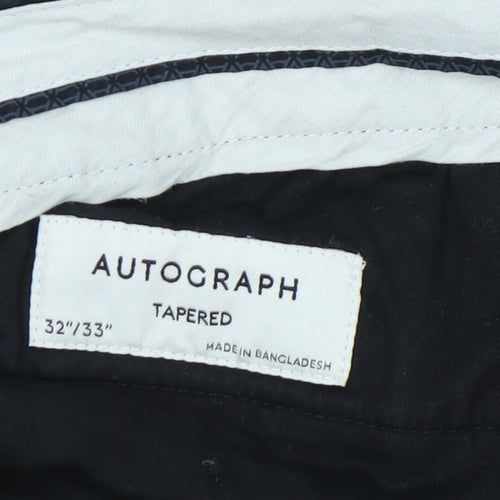 AUTOGRAPH
TAPERED
32"/33"
MADE IN BANGLADESH